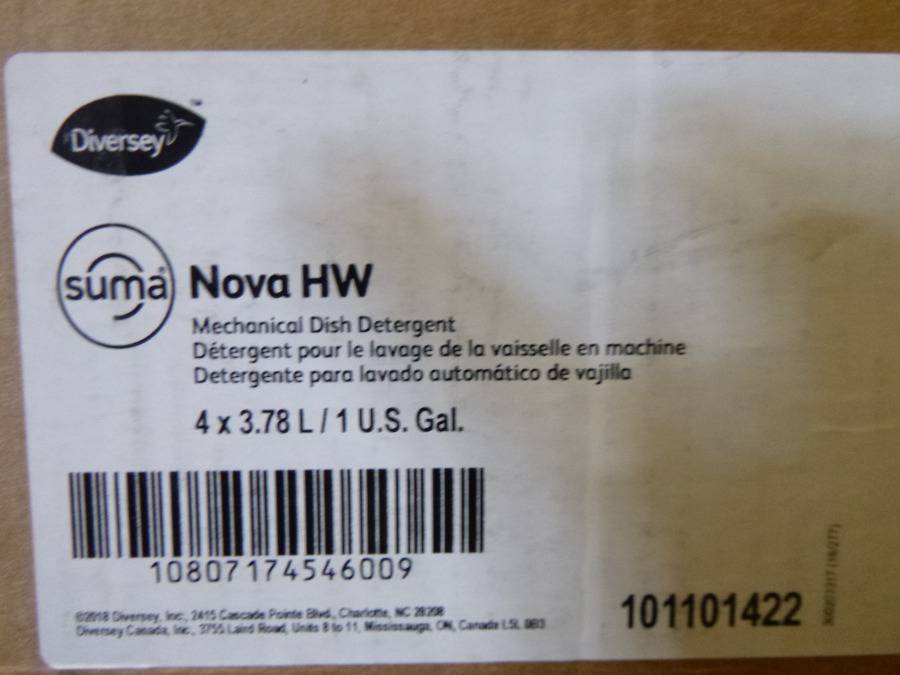 Diversey™
suma® Nova HW
Mechanical Dish Detergent
Détergent pour le lavage de la vaisselle en machine
Detergente para lavado automático de vajilla
4 x 3.78 L / 1 U.S. Gal.
10807174546009
©2018 Diversey, Inc., 2415 Cascade Pointe Blvd., Charlotte, NC 28208
Diversey Canada, Inc., 3755 Laird Road, Units 8 to 11, Mississauga, ON, Canada L5L 0B3
101101422